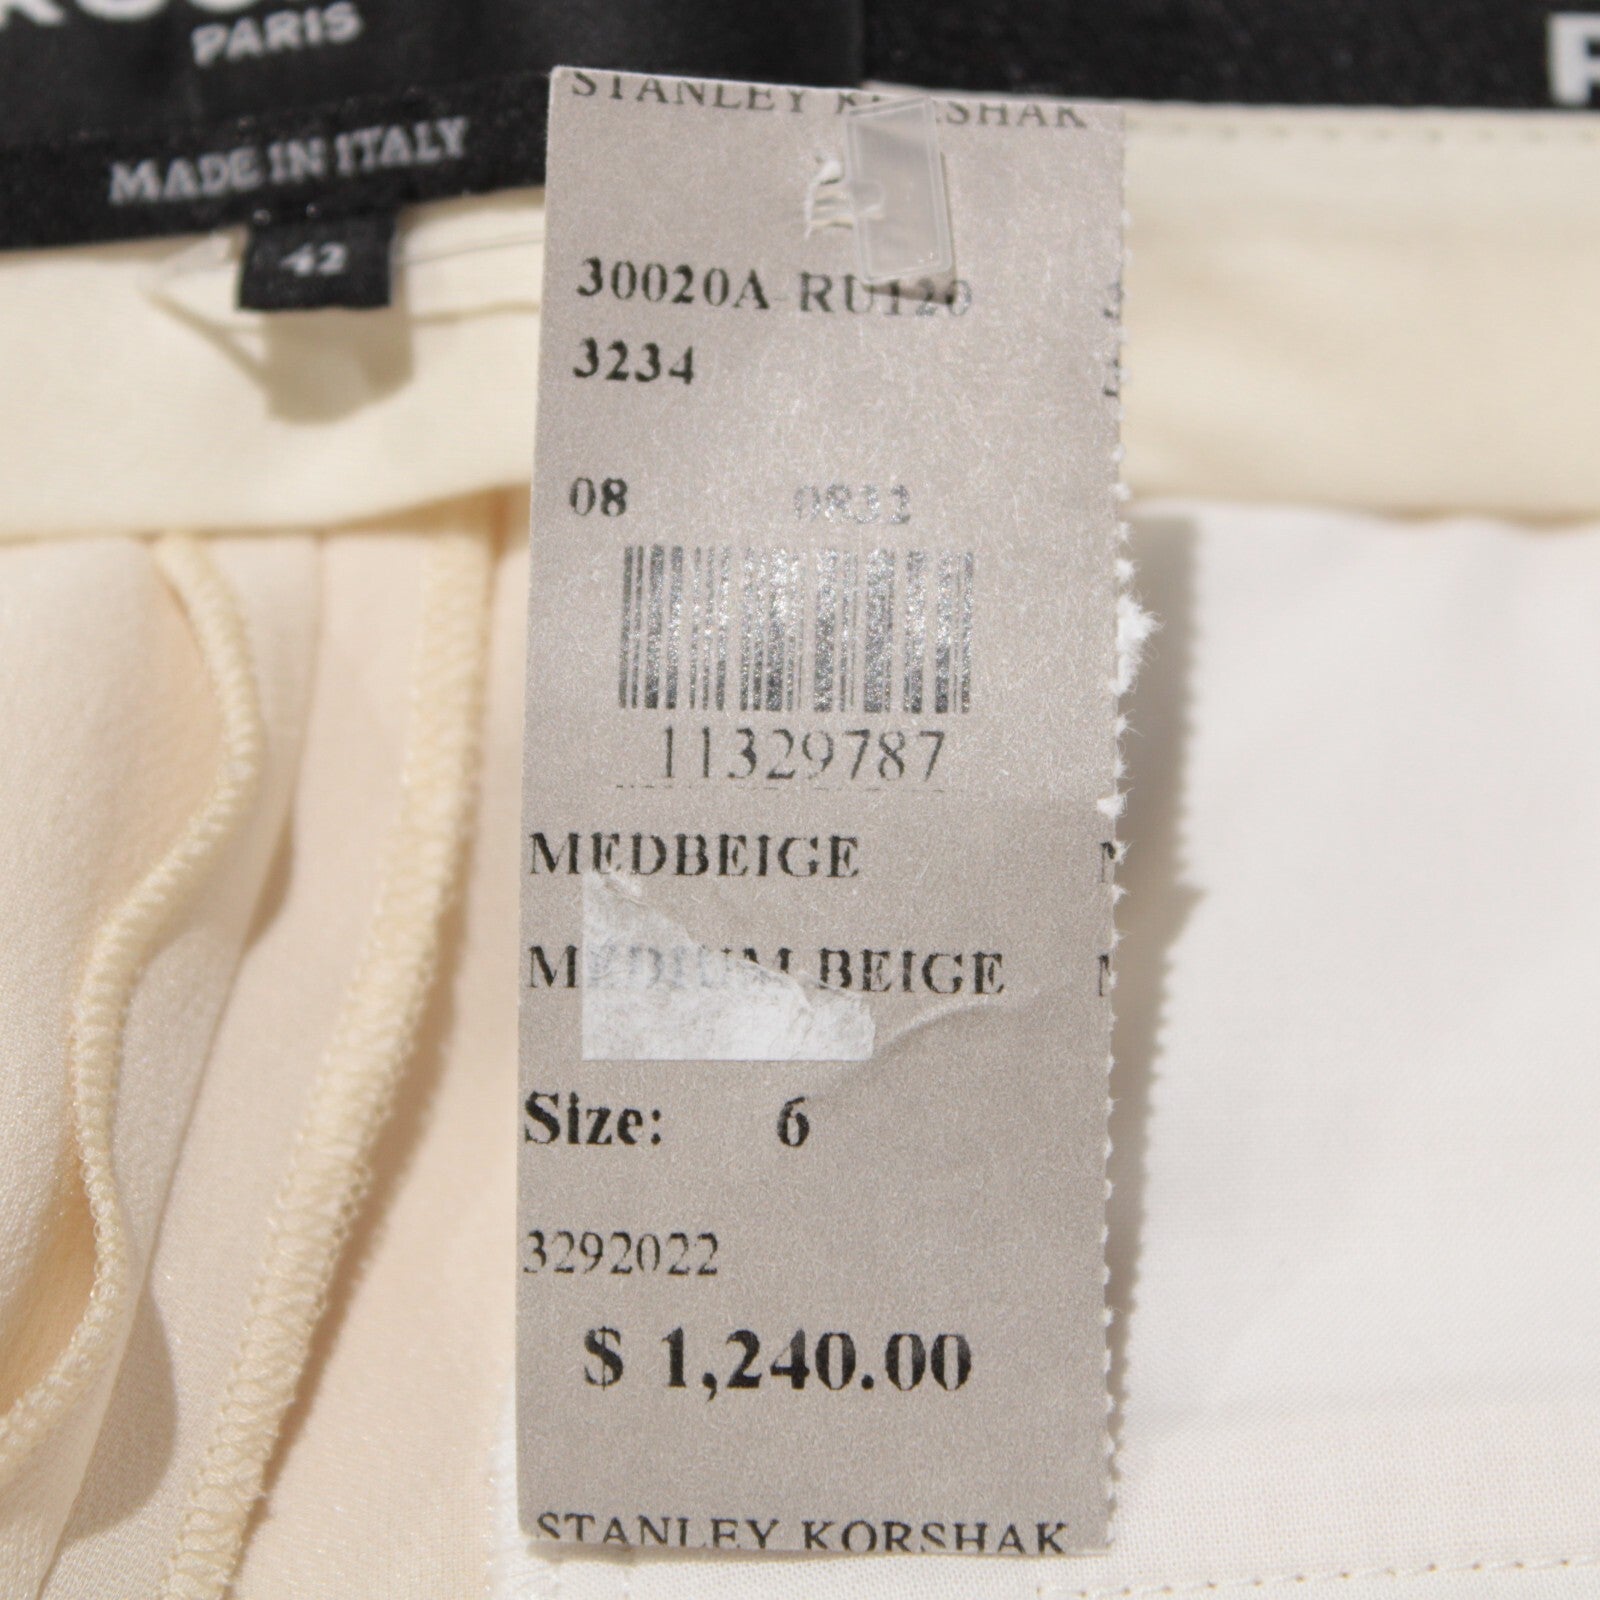 PARIS
MADE IN ITALY
42
STANLEY KORSHAK
30020A RU120
3234
08 0832
11329787
MEDBEIGE
MEDIUM BEIGE
Size: 6
3292022
$ 1,240.00
STANLEY KORSHAK